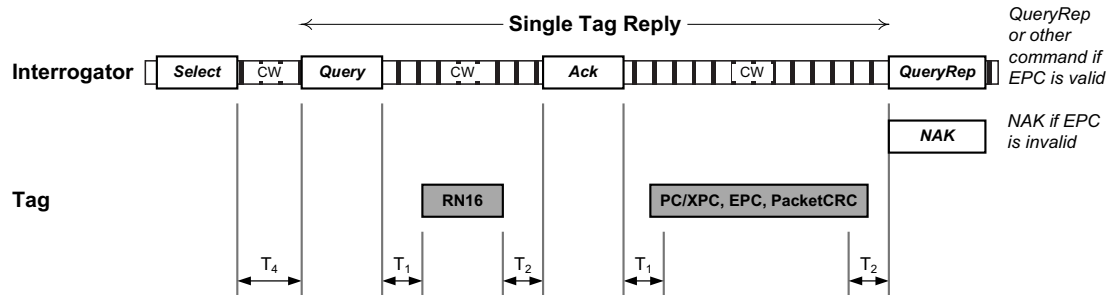 Single Tag Reply
QueryRep
or other
command if
EPC is valid
Interrogator
Select
CW
Query
CW
Ack
CW
QueryRep
NAK
NAK if EPC
is invalid
Tag
RN16
PC/XPC, EPC, PacketCRC
T4
T1
T2
T1
T2